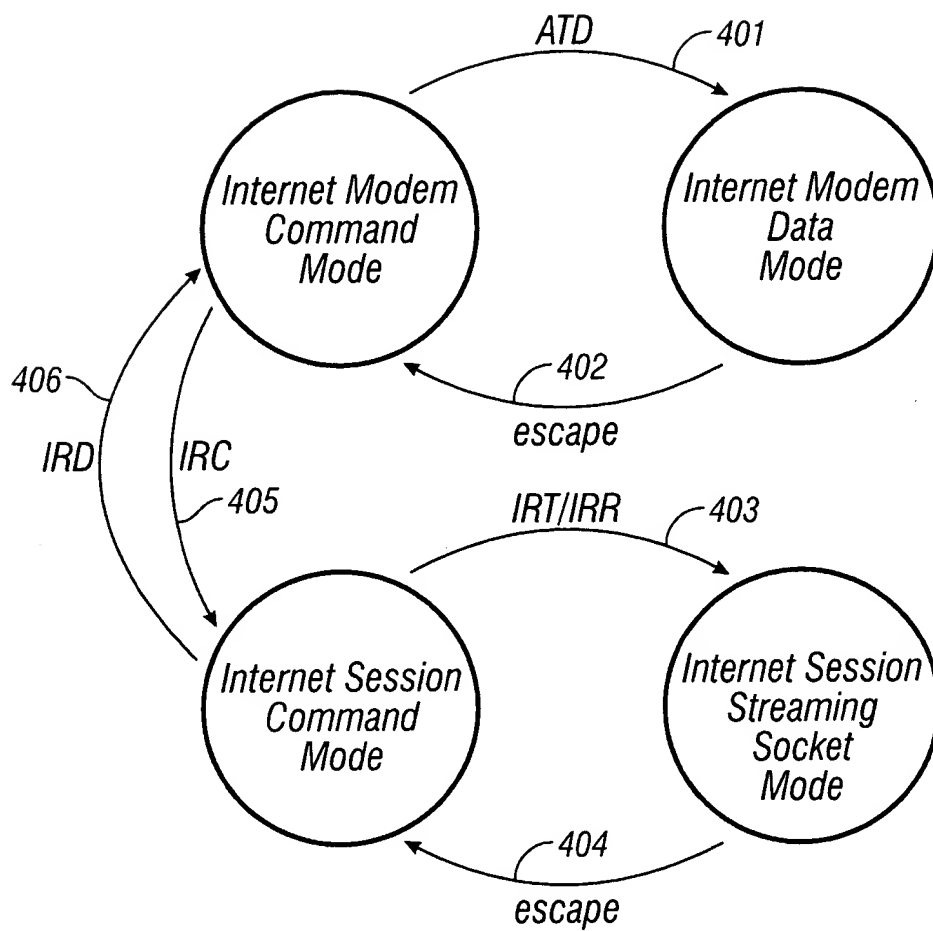 ATD
401
Internet Modem
Command
Mode
Internet Modem
Data
Mode
402
escape
406
IRD
IRC
405
IRT/IRR
403
Internet Session
Command
Mode
Internet Session
Streaming
Socket
Mode
404
escape